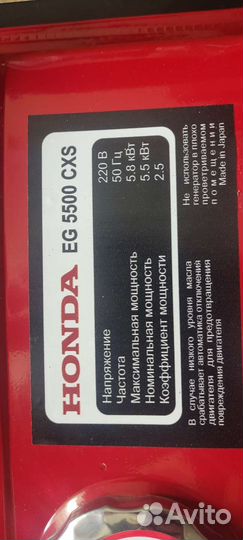 HONDA EG 5500 CXS
Напряжение 220 В
Частота 50 Гц
Максимальная мощность 5.8 кВт
Номинальная мощность 5.5 кВт
Коэффициент мощности 2.5
В случае низкого уровня масла
срабатывает автоматика отключения
двигателя для предотвращения
повреждения двигателя
Не использовать
генератор в плохо
проветриваемом
помещении
Made in Japan
Avito